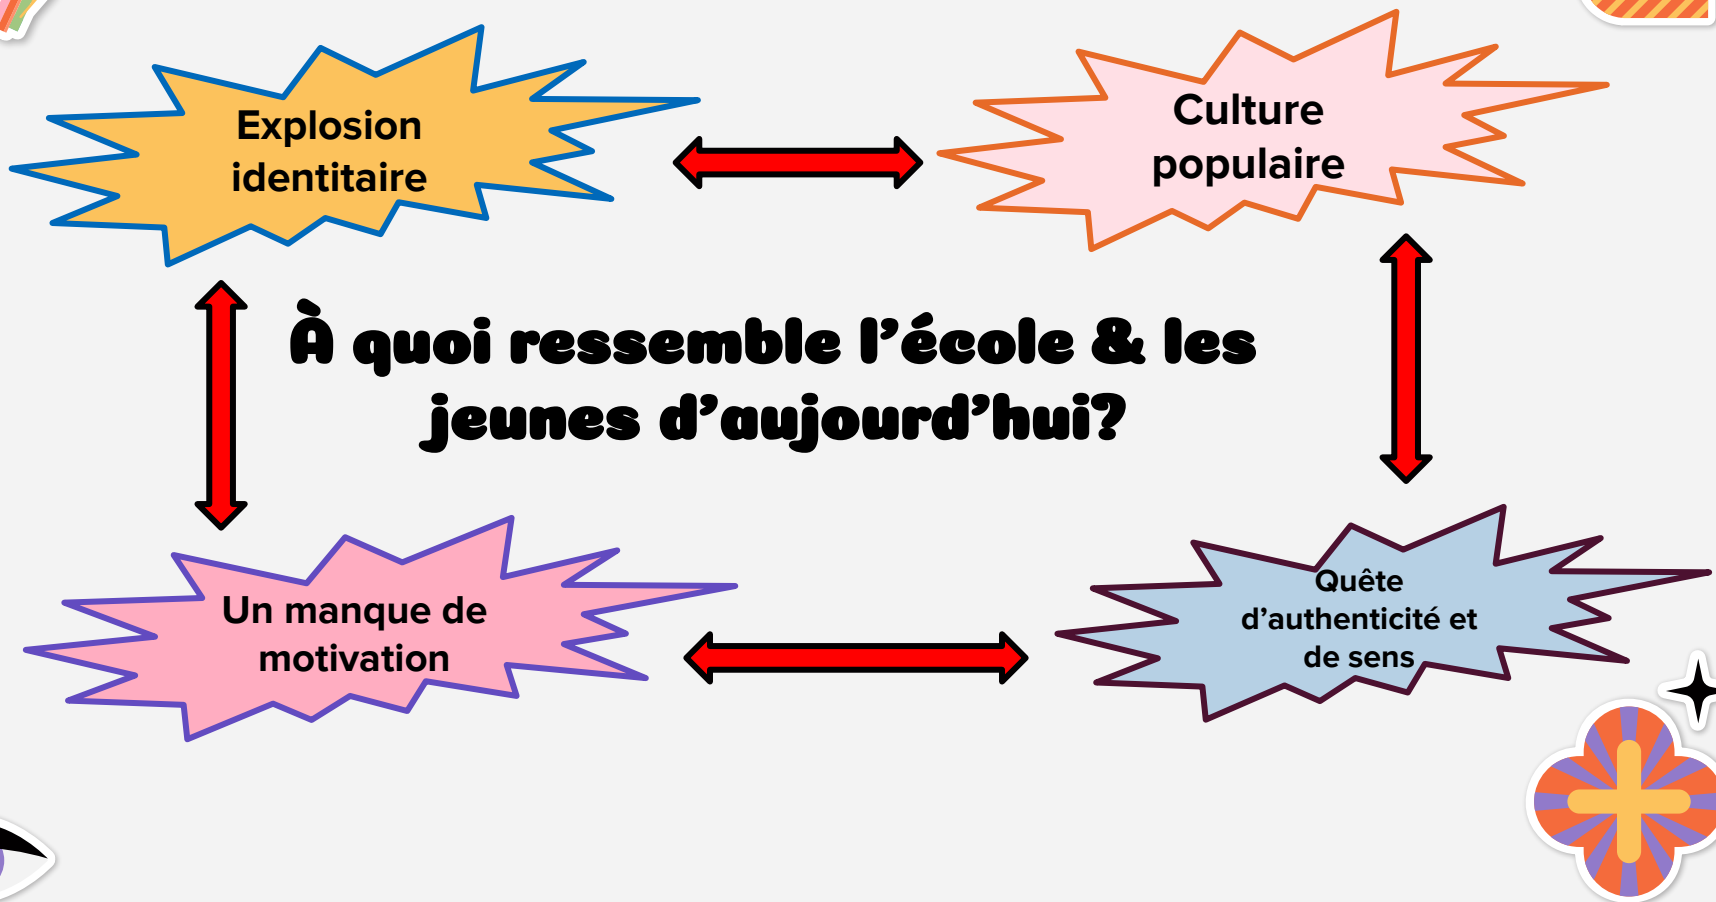 Explosion
identitaire
Culture
populaire
À quoi ressemble l’école & les
jeunes d’aujourd’hui?
Un manque de
motivation
Quête
d’authenticité et
de sens